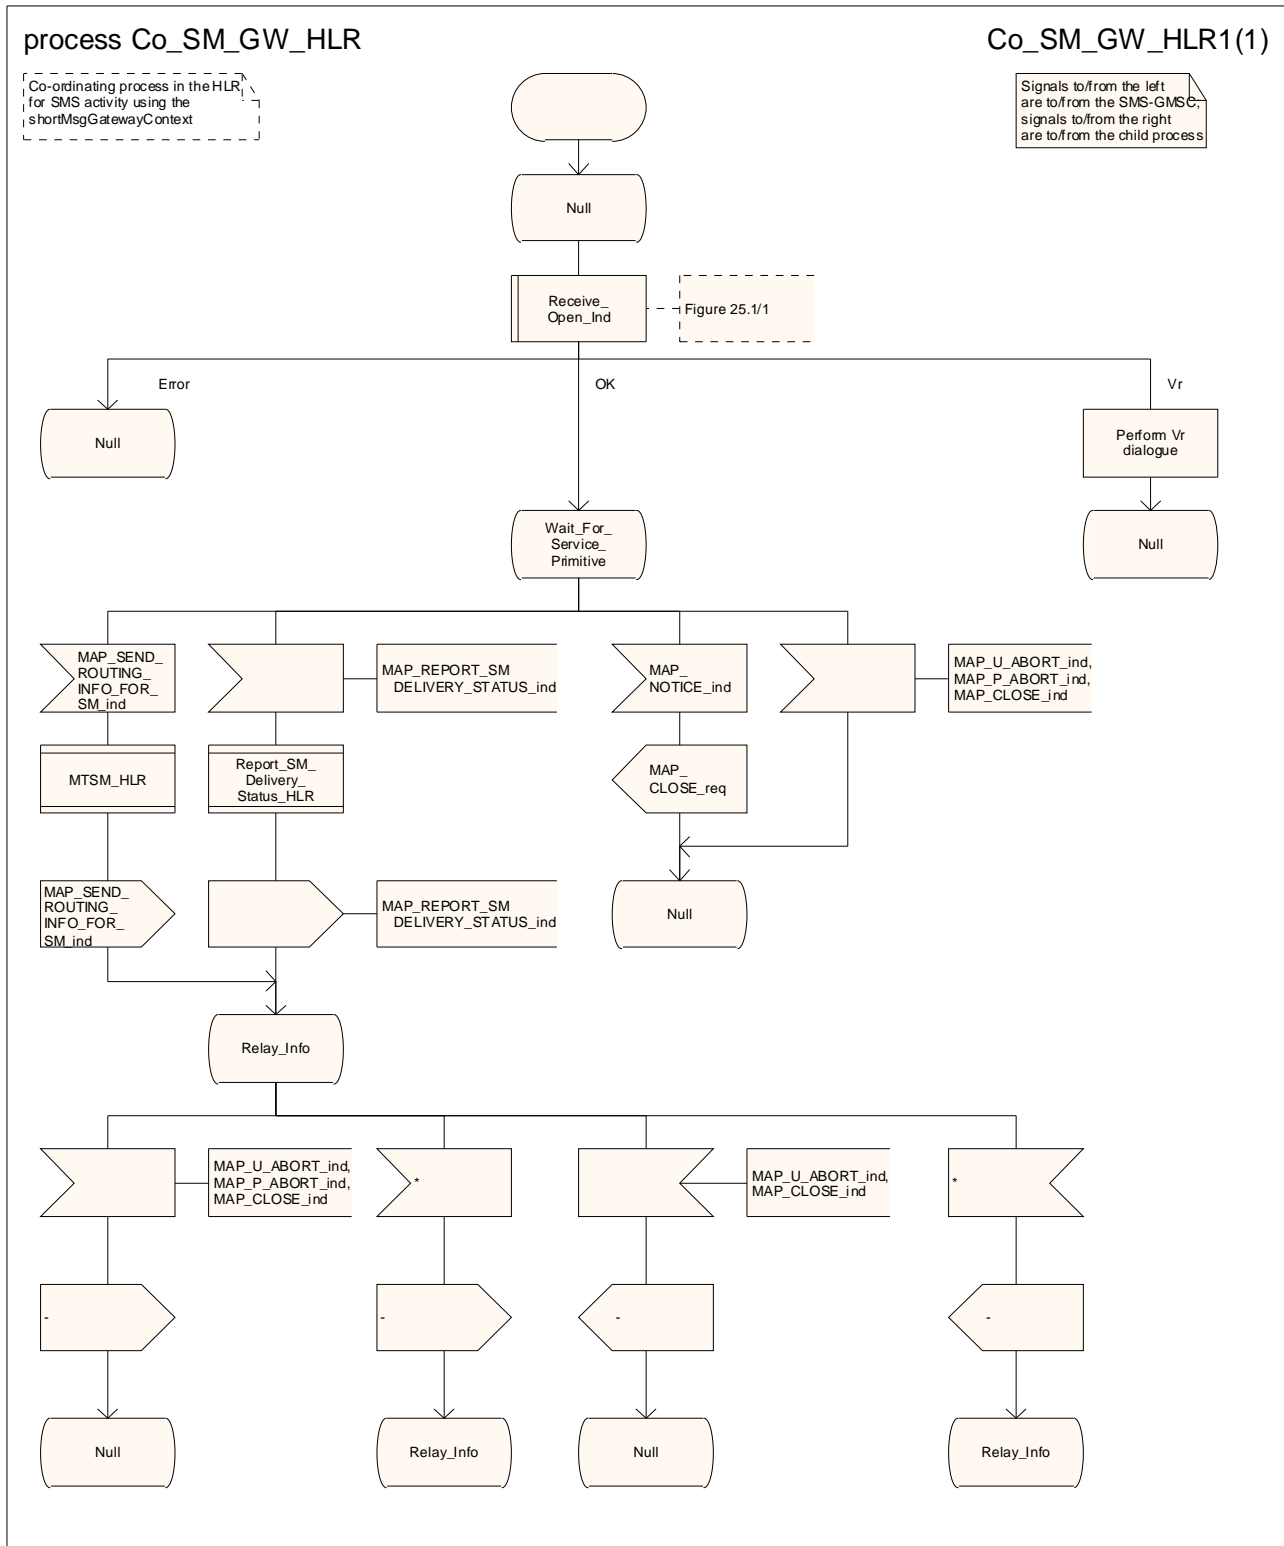 process Co_SM_GW_HLR
Co_SM_GW_HLR1(1)
Co-ordinating process in the HLR
for SMS activity using the
shortMsgGatewayContext
Signals to/from the left
are to/from the SMS-GMSC;
signals to/from the right
are to/from the child process
Null
Receive_
Open_Ind
Figure 25.1/1
Error
OK
Vr
Null
Perform Vr
dialogue
Wait_For_
Service_
Primitive
Null
MAP_SEND_
ROUTING_
INFO_FOR_
SM_ind
MAP_REPORT_SM
DELIVERY_STATUS_ind
MAP_
NOTICE_ind
MAP_U_ABORT_ind,
MAP_P_ABORT_ind,
MAP_CLOSE_ind
MTSM_HLR
Report_SM_
Delivery_
Status_HLR
MAP_
CLOSE_req
MAP_SEND_
ROUTING_
INFO_FOR_
SM_ind
MAP_REPORT_SM
DELIVERY_STATUS_ind
Null
Relay_Info
MAP_U_ABORT_ind,
MAP_P_ABORT_ind,
MAP_CLOSE_ind
*
MAP_U_ABORT_ind,
MAP_CLOSE_ind
*
-
-
-
-
Null
Relay_Info
Null
Relay_Info